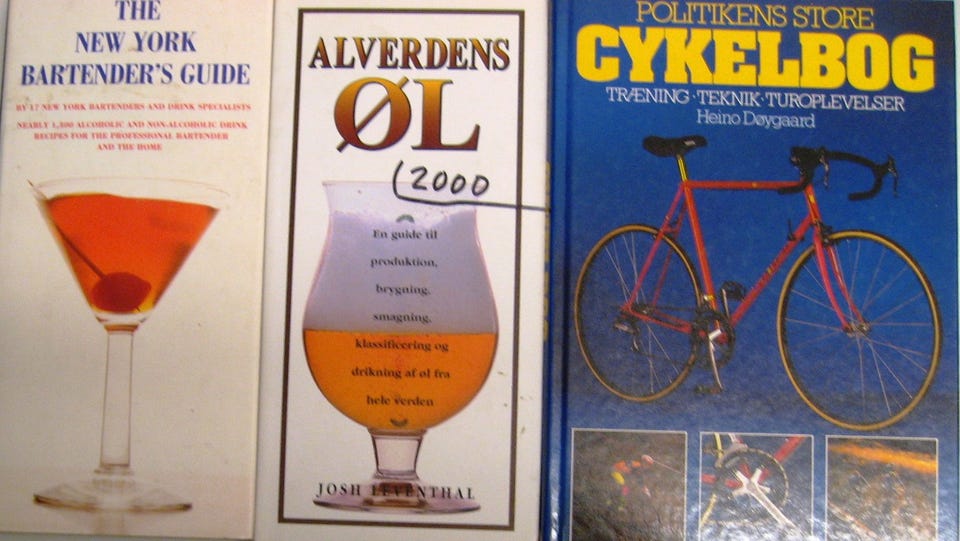 THE
NEW YORK
BARTENDER'S GUIDE
BY 17 NEW YORK BARTENDERS AND DRINK SPECIALISTS
NEARLY 1,300 ALCOHOLIC AND NON-ALCOHOLIC DRINK
RECIPES FOR THE PROFESSIONAL BARTENDER
AND THE HOME
ALVERDENS
ØL
(2000
En guide til
produktion,
brygning,
smagning,
klassificering og
drikning af øl fra
hele verden
JOSH LEVENTHAL
POLITIKENS STORE
CYKELBOG
TRÆNING · TEKNIK · TUROPLEVELSER
Heino Døygaard